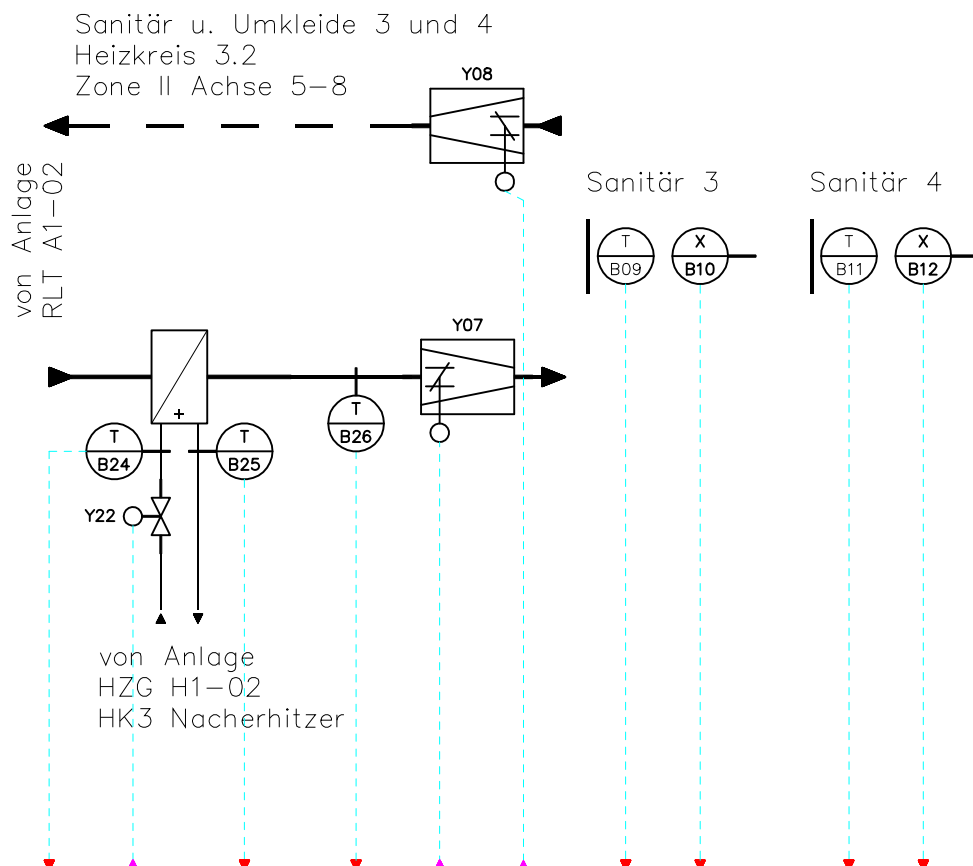 Sanitär u. Umkleide 3 und 4
Heizkreis 3.2
Zone II Achse 5-8
Y08
von Anlage
RLT A1-02
Sanitär 3
Sanitär 4
T
B09
X
B10
T
B11
X
B12
Y07
+
T
B24
T
B25
T
B26
Y22
von Anlage
HZG H1-02
HK3 Nacherhitzer